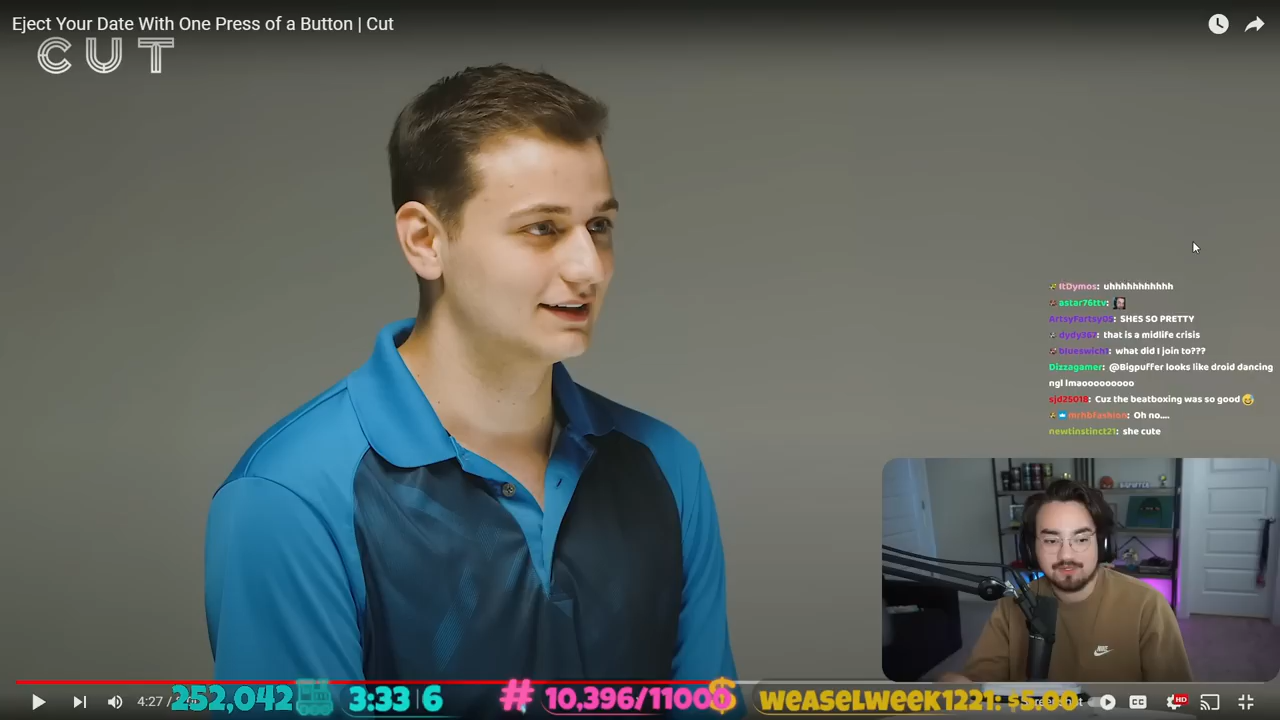 Eject Your Date With One Press of a Button | Cut
CUT
ItDymos: uhhhhhhhhhhh
astar76ttv:
ArtsyFartsy05: SHES SO PRETTY
dydy367: that is a midlife crisis
blueswich1: what did I join to???
Dizzagamer: @Bigpuffer looks like droid dancing
ngl lmaooooooooo
sjd25018: Cuz the beatboxing was so good
mrhbfashion: Oh no....
newtinstinct21: she cute
4:27 /
252,042
3:33 | 6
# 10,396/11000
WEASELWEEK1221: $5.00
CC
HD